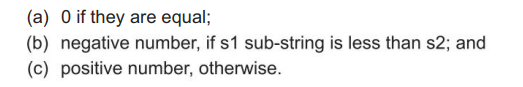 (a) 0 if they are equal;
(b) negative number, if s1 sub-string is less than s2; and
(c) positive number, otherwise.